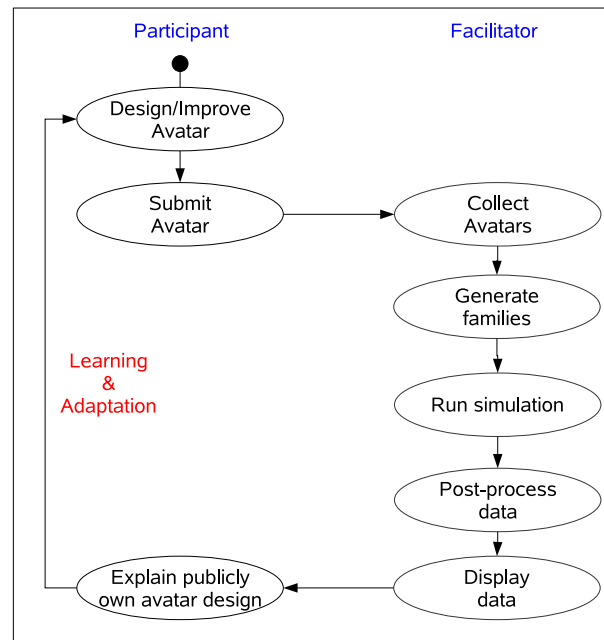 Participant
Facilitator
Design/Improve
Avatar
Submit
Avatar
Collect
Avatars
Generate
families
Learning
&
Adaptation
Run simulation
Post-process
data
Explain publicly
own avatar design
Display
data